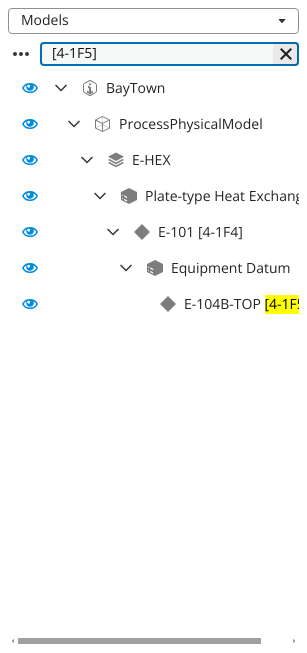 Models
[4-1F5]
BayTown
ProcessPhysicalModel
E-HEX
Plate-type Heat Exchang
E-101 [4-1F4]
Equipment Datum
E-104B-TOP [4-1F5